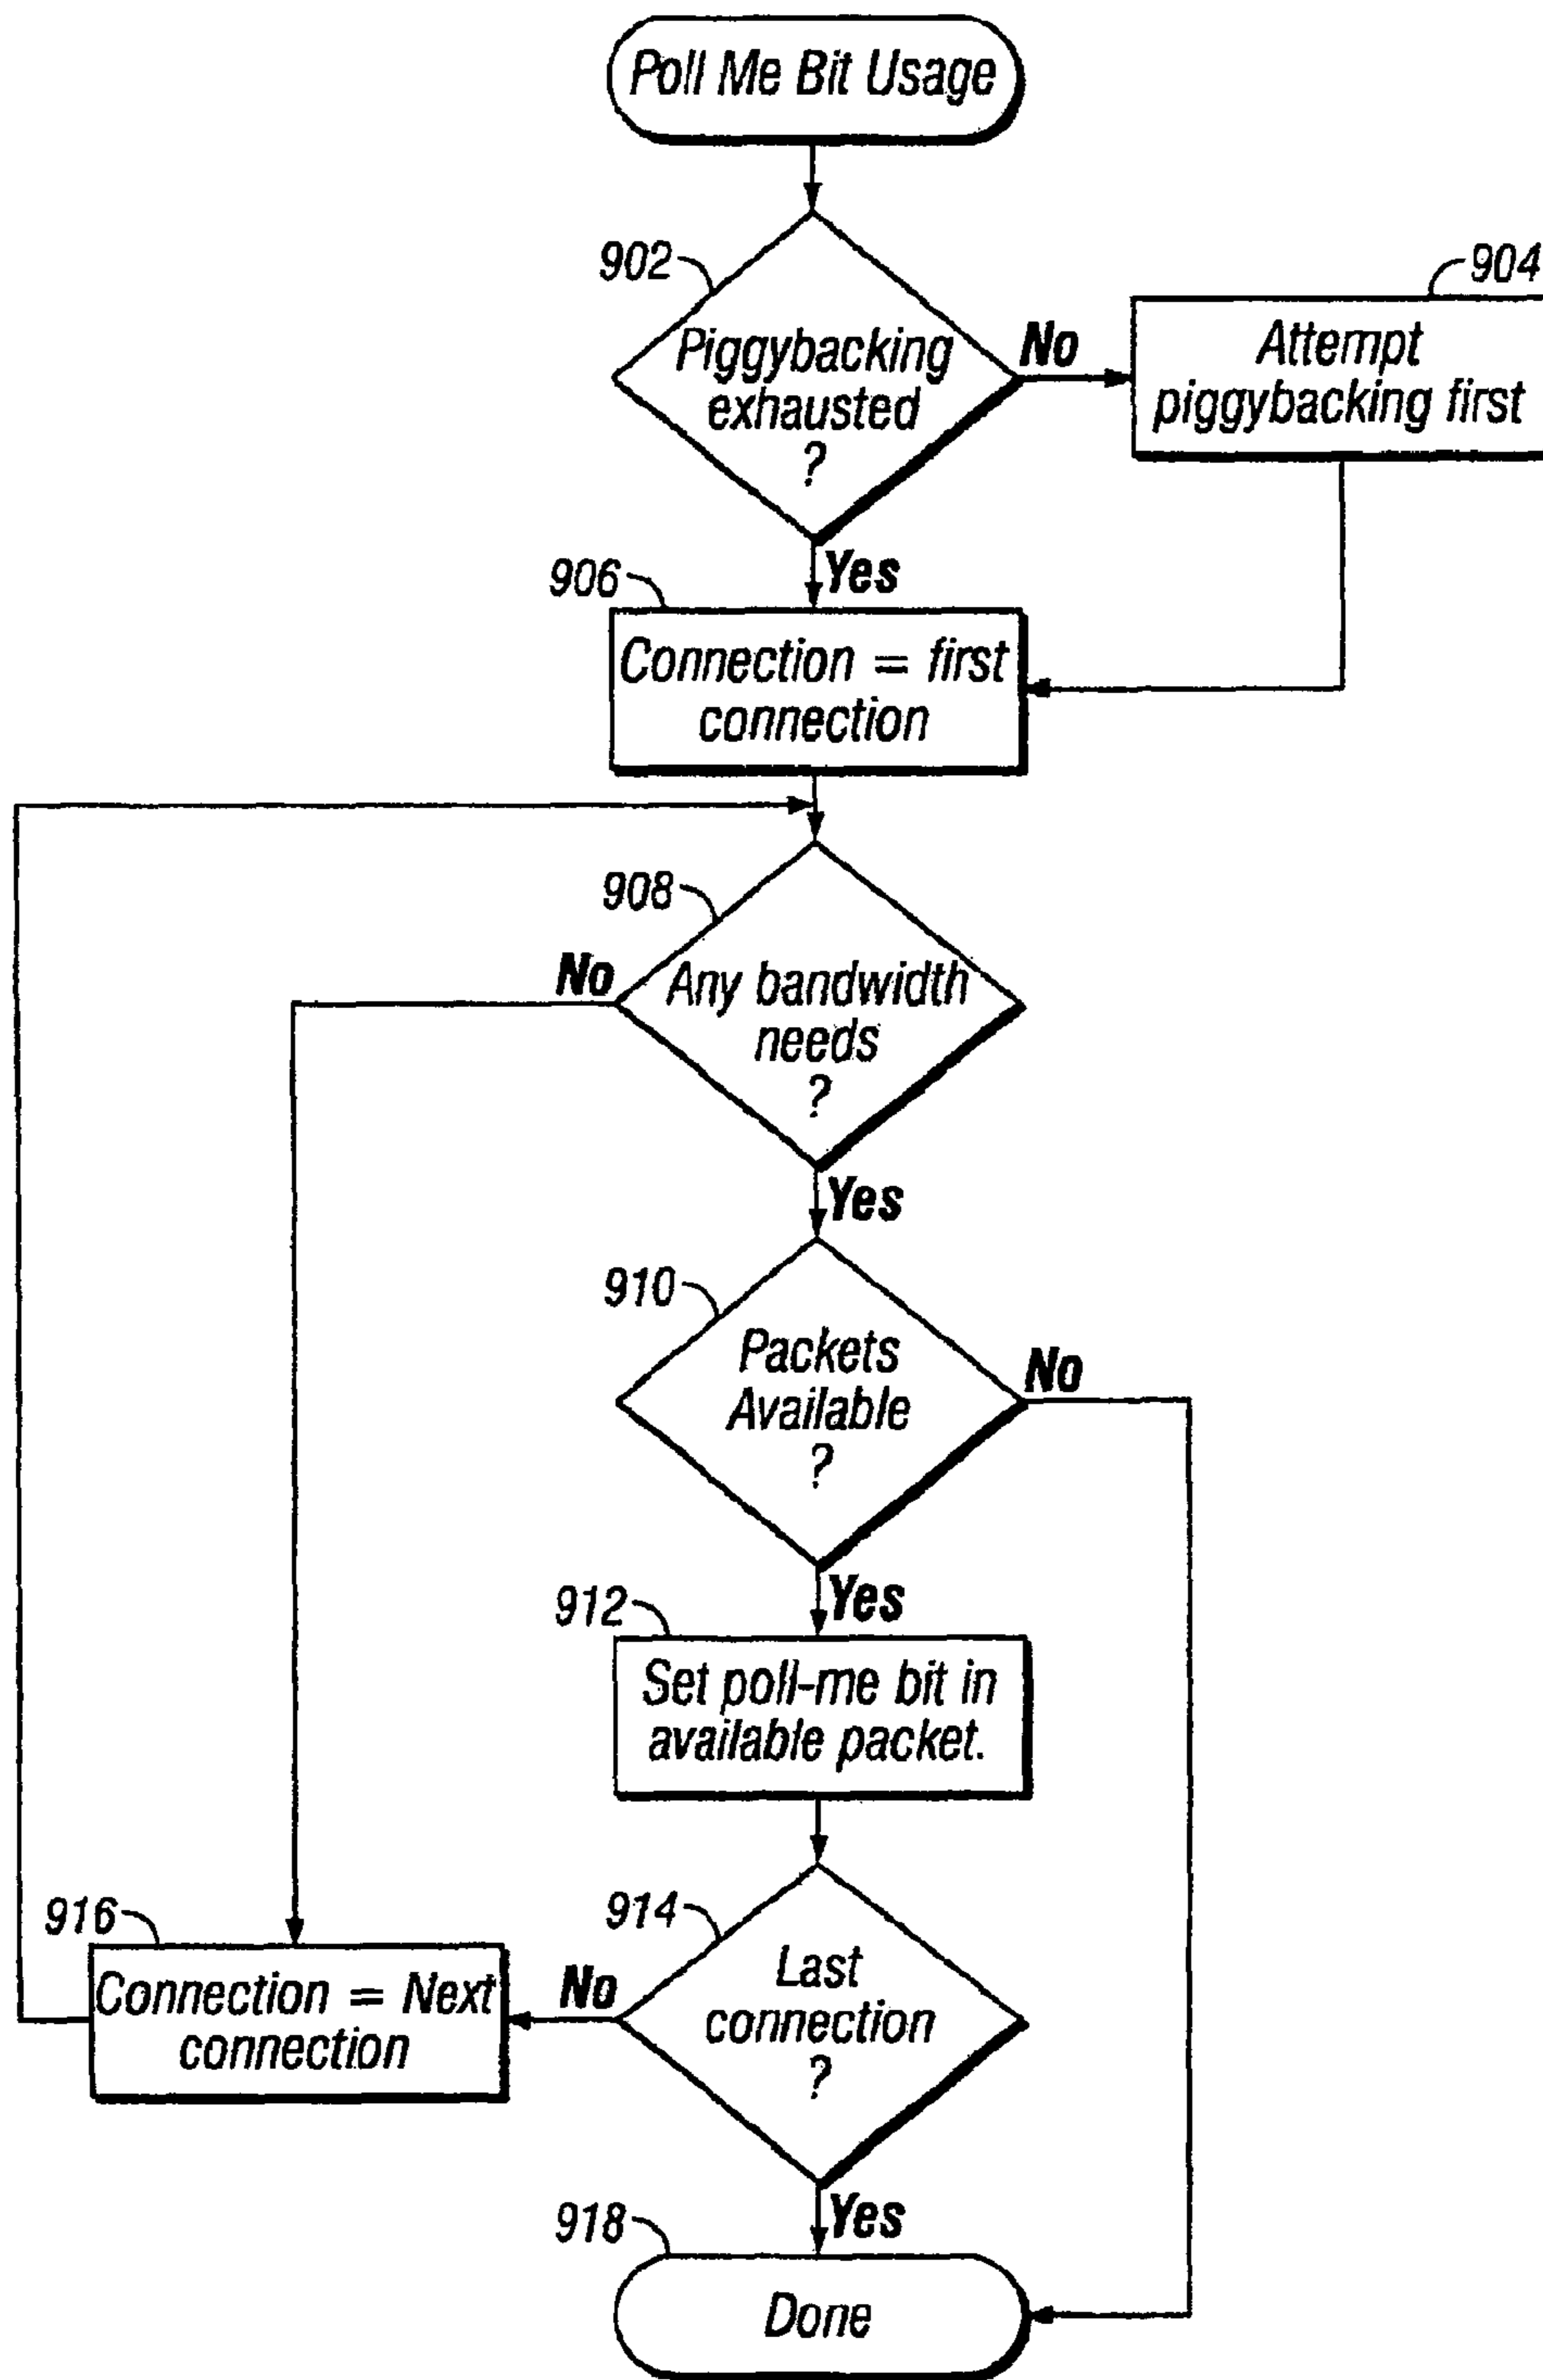 Poll Me Bit Usage
902
Piggybacking
exhausted
?
No
904
Attempt
piggybacking first
Yes
906
Connection = first
connection
908
No
Any bandwidth
needs
?
Yes
910
Packets
Available
?
No
Yes
912
Set poll-me bit in
available packet.
914
Last
connection
?
No
916
Connection = Next
connection
Yes
918
Done